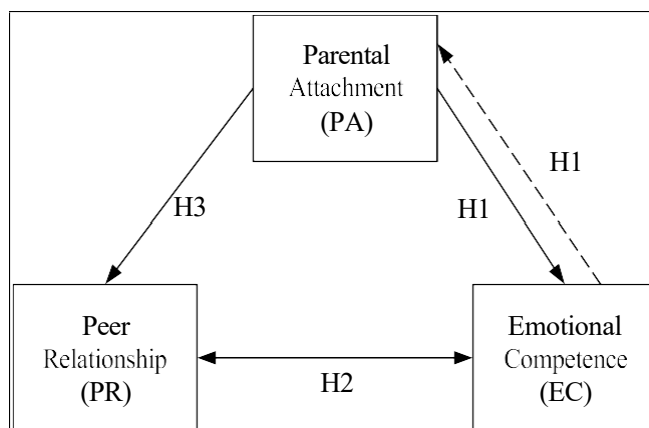 Parental
Attachment
(PA)
H1
H3
H1
Peer
Relationship
(PR)
H2
Emotional
Competence
(EC)